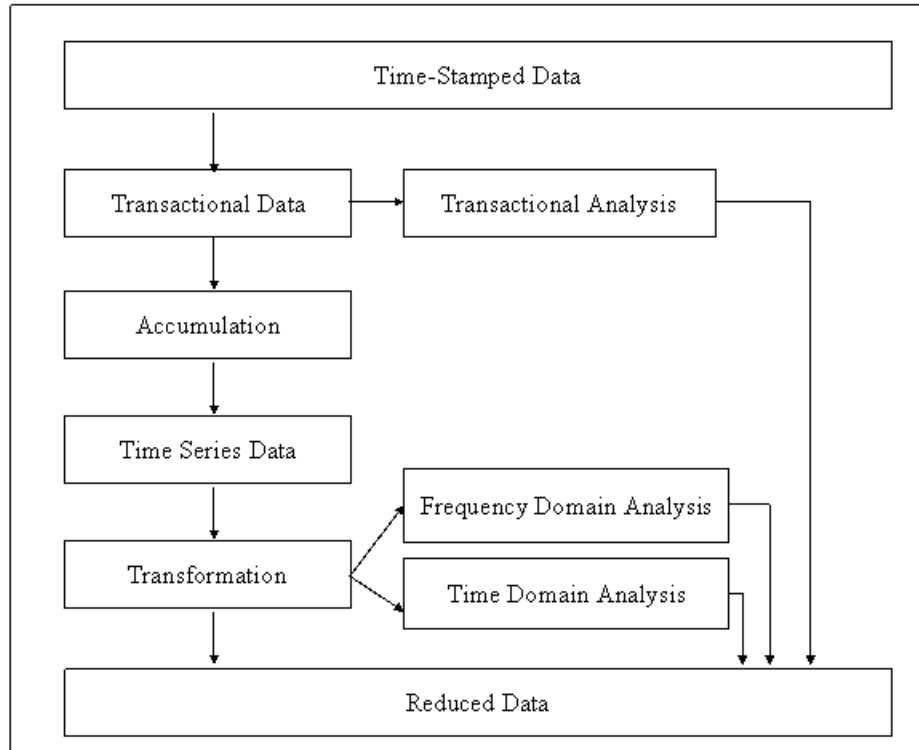 Time-Stamped Data
Transactional Data
Transactional Analysis
Accumulation
Time Series Data
Frequency Domain Analysis
Transformation
Time Domain Analysis
Reduced Data